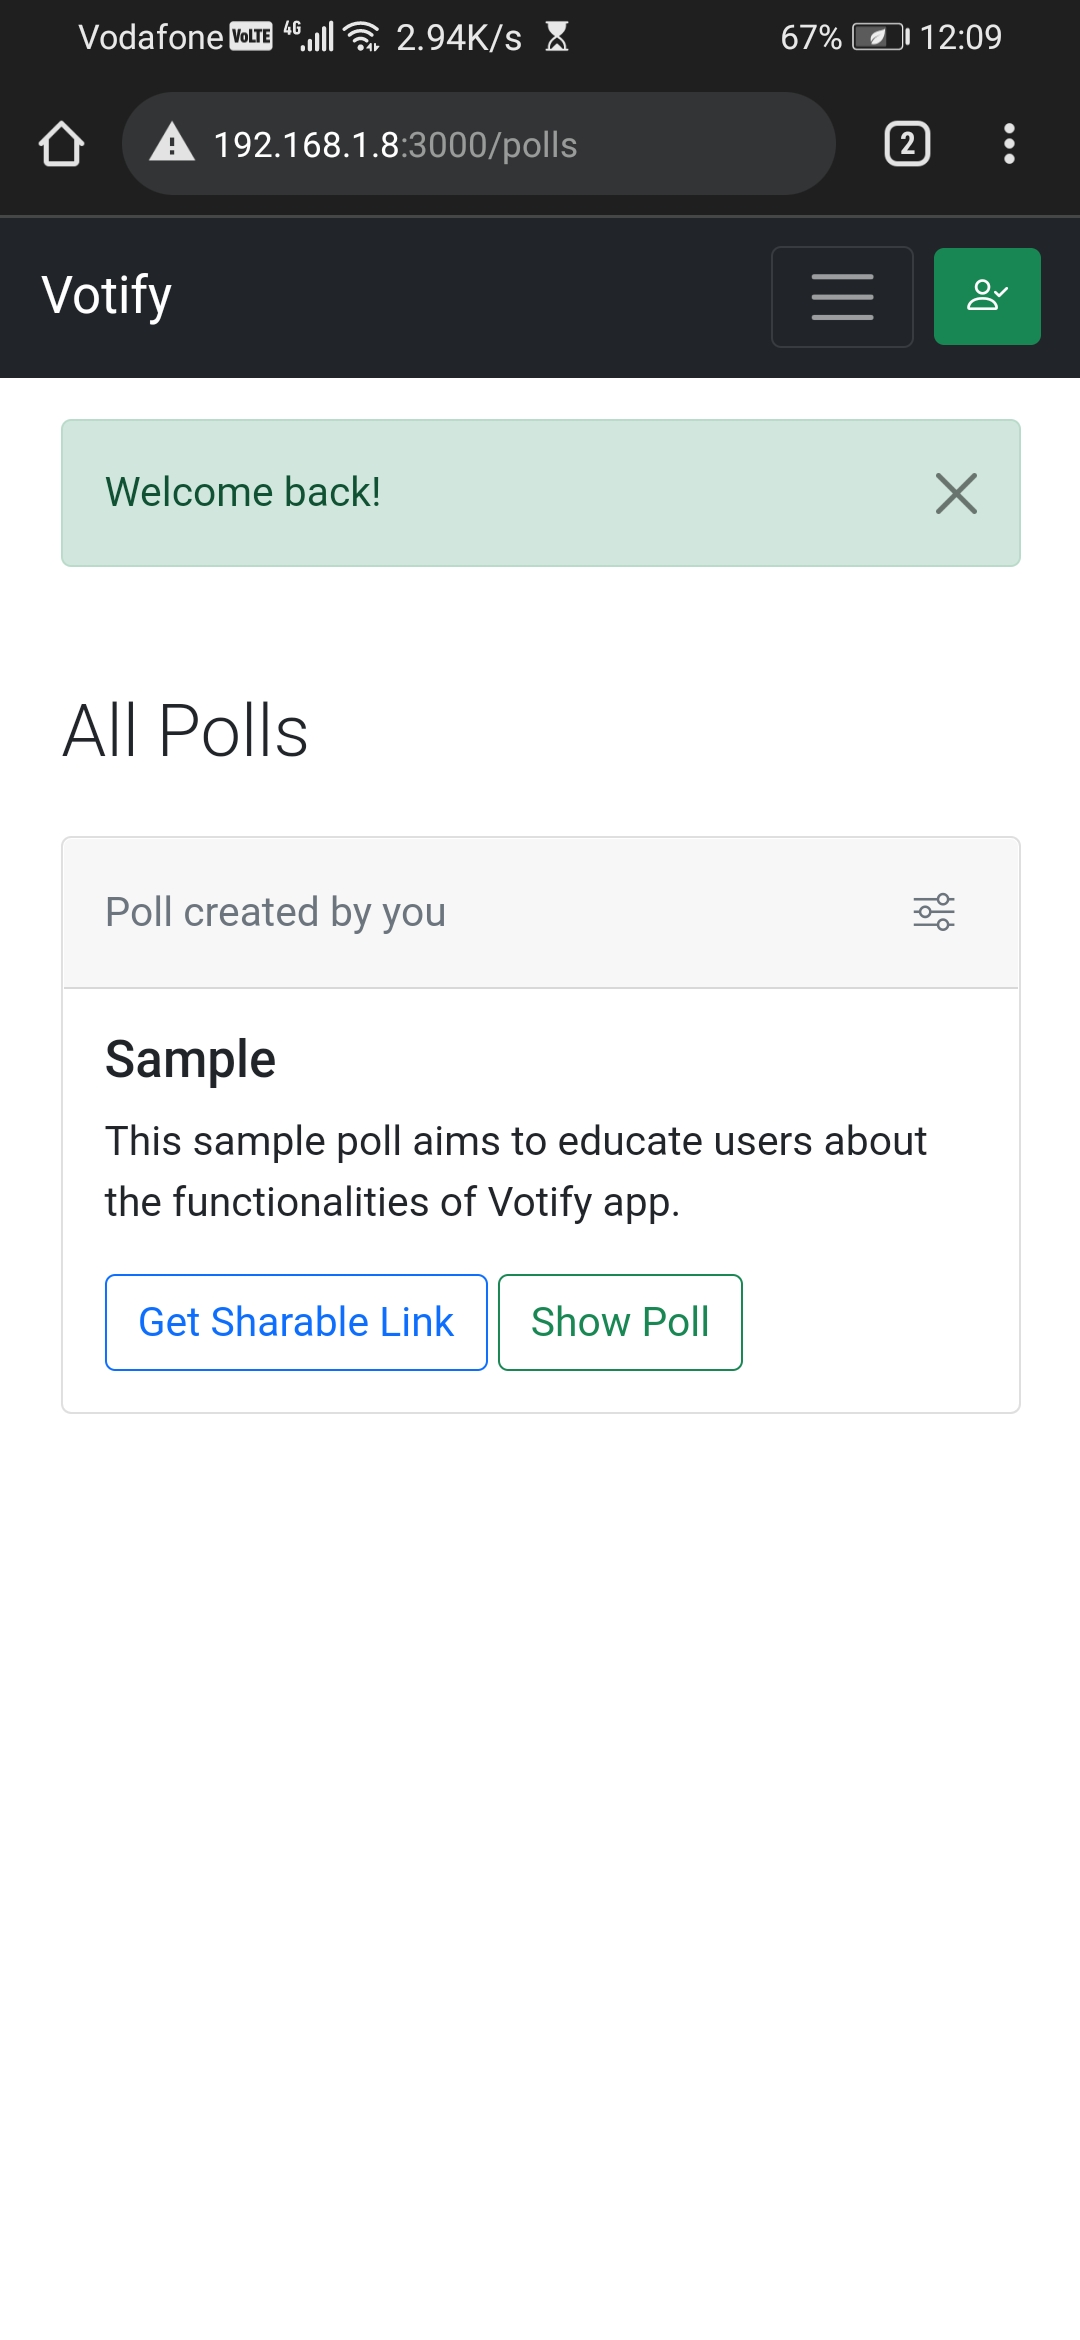 Vodafone VoLTE 4G 2.94K/s 67% 12:09
192.168.1.8:3000/polls 2
Votify
Welcome back!
All Polls
Poll created by you
Sample
This sample poll aims to educate users about
the functionalities of Votify app.
Get Sharable Link Show Poll